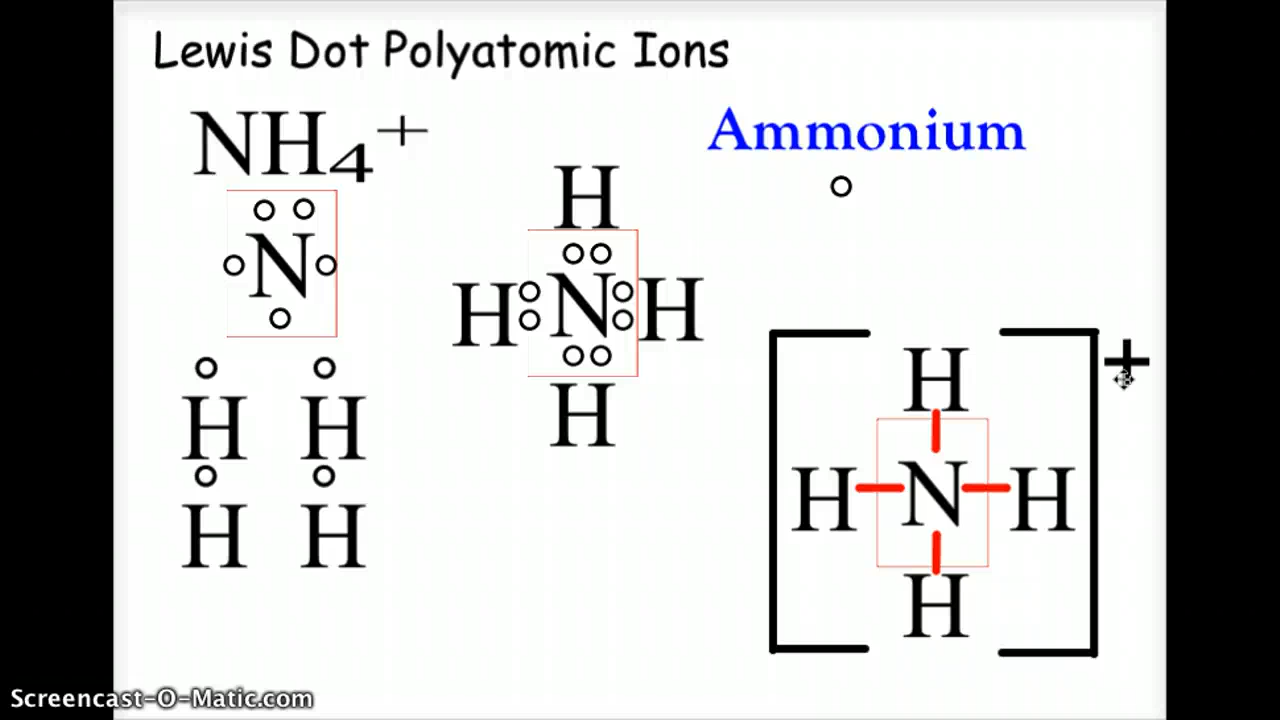 Lewis Dot Polyatomic Ions
NH₄⁺
Ammonium
N
H H
H H
H
H N H
H
+
H
H N H
H
Screencast-O-Matic.com